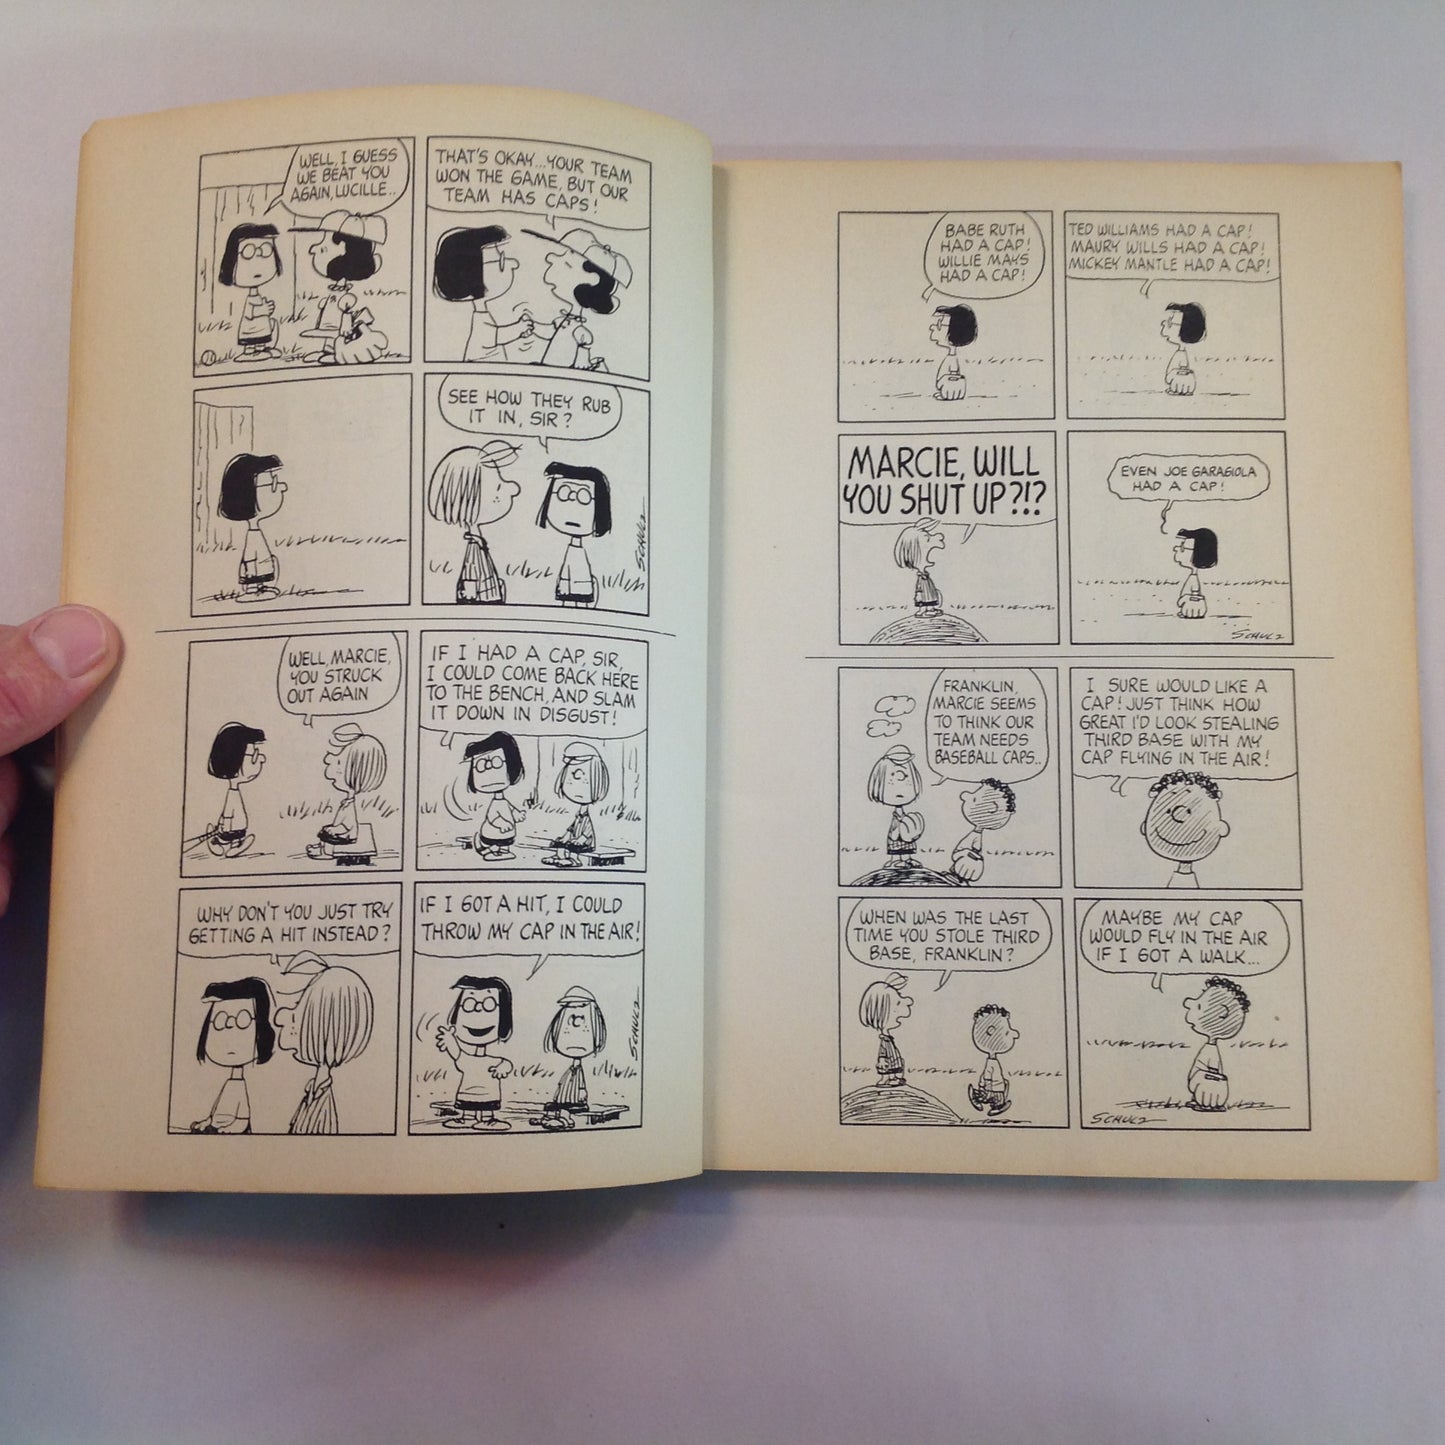 WELL, I GUESS
WE BEAT YOU
AGAIN, LUCILLE..
THAT'S OKAY...YOUR TEAM
WON THE GAME, BUT OUR
TEAM HAS CAPS!
SEE HOW THEY RUB
IT IN, SIR?
SCHULZ
WELL, MARCIE,
YOU STRUCK
OUT AGAIN
IF I HAD A CAP, SIR,
I COULD COME BACK HERE
TO THE BENCH, AND SLAM
IT DOWN IN DISGUST!
WHY DON'T YOU JUST TRY
GETTING A HIT INSTEAD?
IF I GOT A HIT, I COULD
THROW MY CAP IN THE AIR!
SCHULZ
BABE RUTH
HAD A CAP!
WILLIE MAYS
HAD A CAP!
TED WILLIAMS HAD A CAP!
MAURY WILLS HAD A CAP!
MICKEY MANTLE HAD A CAP!
MARCIE, WILL
YOU SHUT UP?!?
EVEN JOE GARAGIOLA
HAD A CAP!
SCHULZ
FRANKLIN,
MARCIE SEEMS
TO THINK OUR
TEAM NEEDS
BASEBALL CAPS..
I SURE WOULD LIKE A
CAP! JUST THINK HOW
GREAT I'D LOOK STEALING
THIRD BASE WITH MY
CAP FLYING IN THE AIR!
WHEN WAS THE LAST
TIME YOU STOLE THIRD
BASE, FRANKLIN?
MAYBE MY CAP
WOULD FLY IN THE AIR
IF I GOT A WALK...
SCHULZ